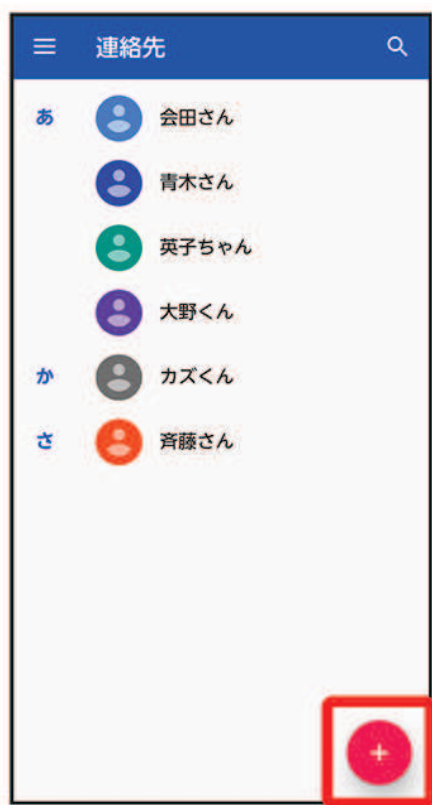 連絡先
あ
会田さん
青木さん
英子ちゃん
大野くん
か
カズくん
さ
斉藤さん